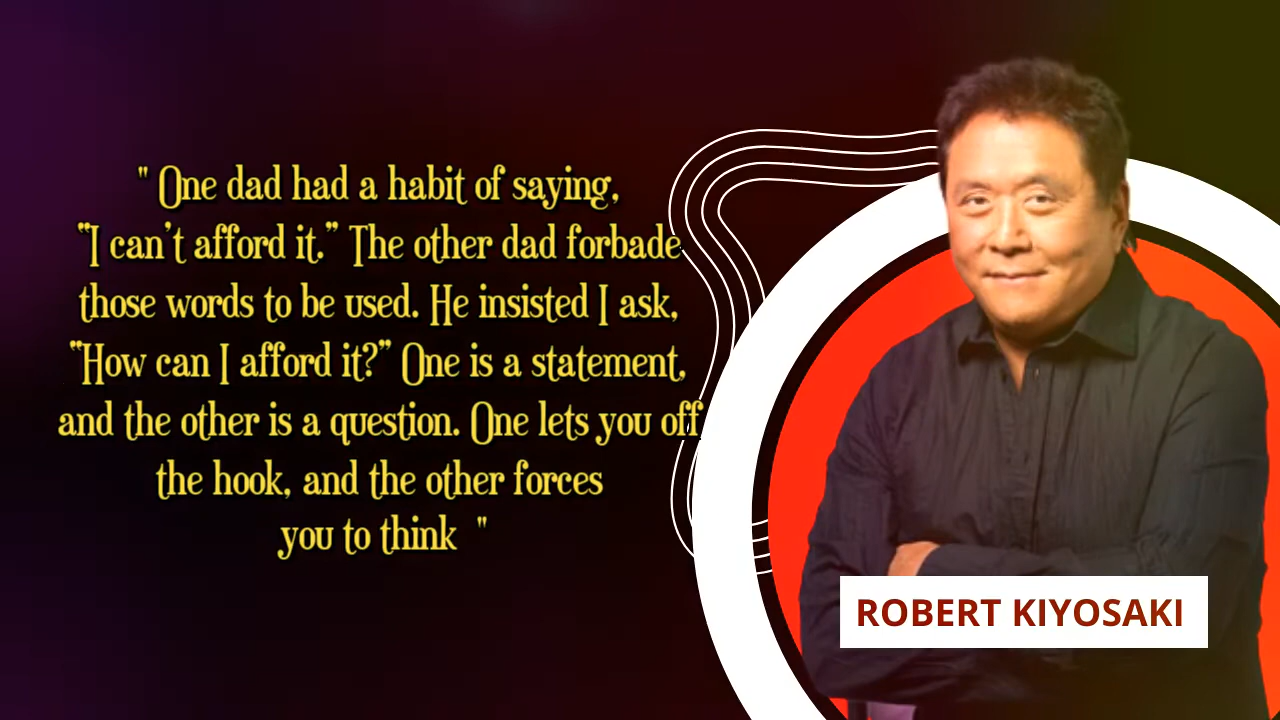 " One dad had a habit of saying,
“I can’t afford it.” The other dad forbade
those words to be used. He insisted I ask,
“How can I afford it?” One is a statement,
and the other is a question. One lets you off
the hook, and the other forces
you to think "
ROBERT KIYOSAKI